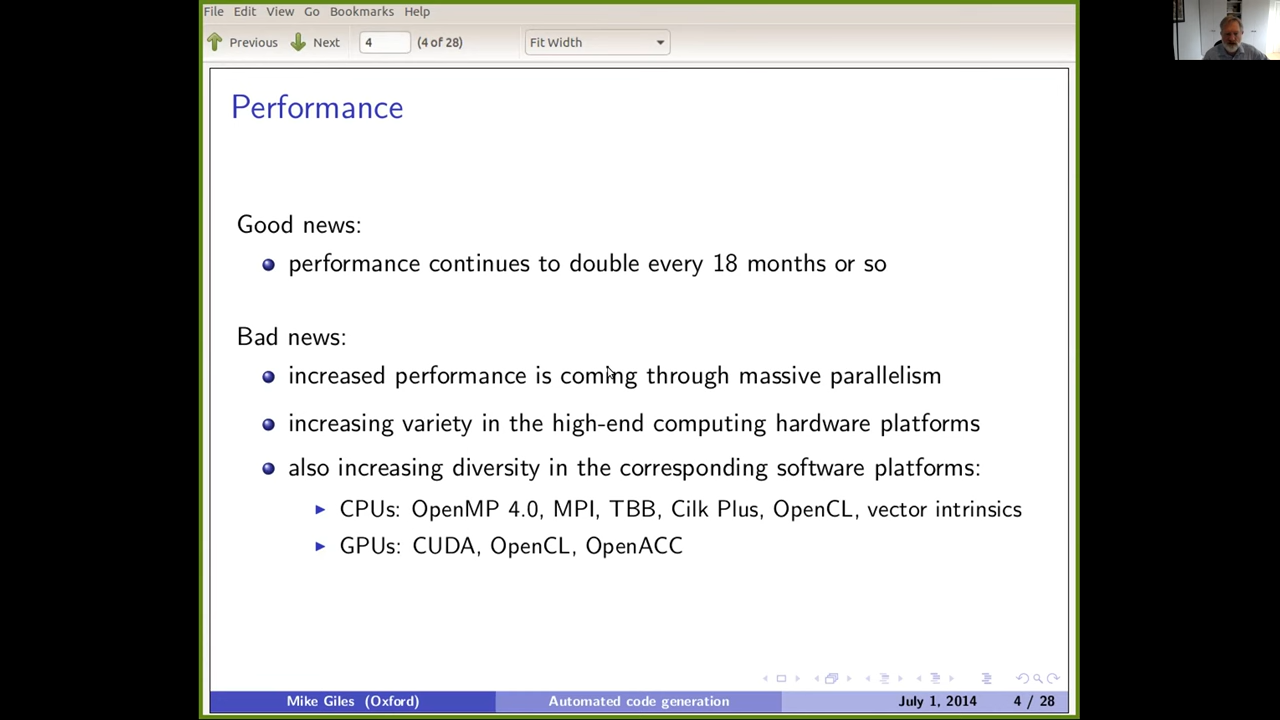 File Edit View Go Bookmarks Help
Previous Next 4 (4 of 28) Fit Width
Performance
Good news:
performance continues to double every 18 months or so
Bad news:
increased performance is coming through massive parallelism
increasing variety in the high-end computing hardware platforms
also increasing diversity in the corresponding software platforms:
CPUs: OpenMP 4.0, MPI, TBB, Cilk Plus, OpenCL, vector intrinsics
GPUs: CUDA, OpenCL, OpenACC
Mike Giles (Oxford) Automated code generation July 1, 2014 4 / 28